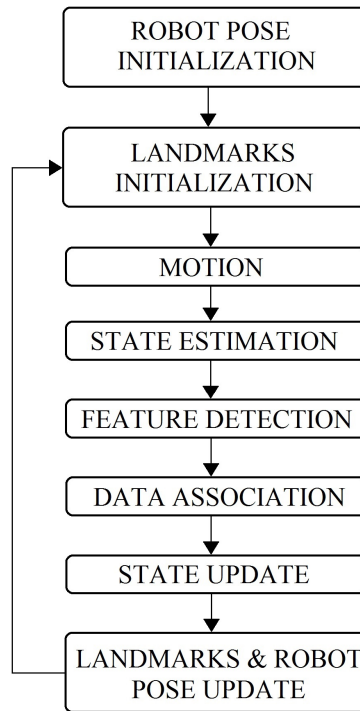 ROBOT POSE
INITIALIZATION
LANDMARKS
INITIALIZATION
MOTION
STATE ESTIMATION
FEATURE DETECTION
DATA ASSOCIATION
STATE UPDATE
LANDMARKS & ROBOT
POSE UPDATE